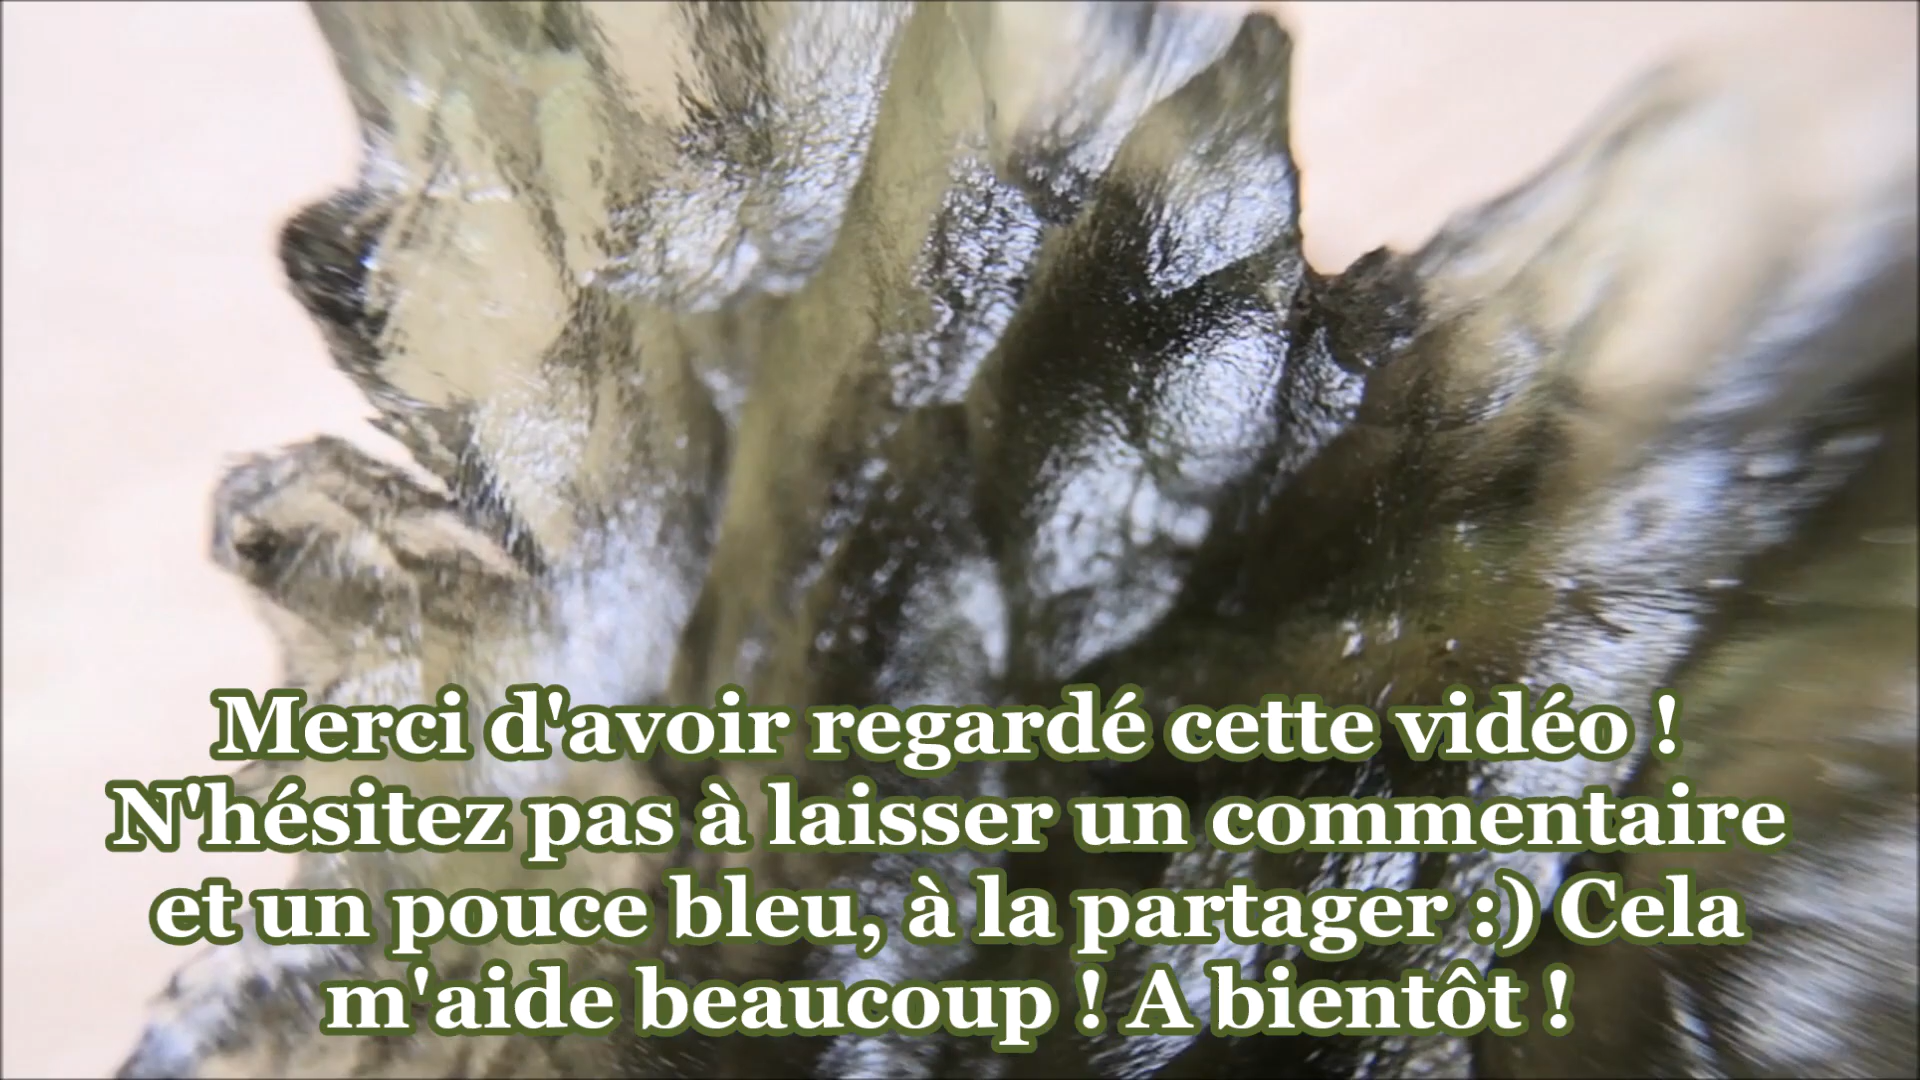 Merci d'avoir regardé cette vidéo !
N'hésitez pas à laisser un commentaire
et un pouce bleu, à la partager :) Cela
m'aide beaucoup ! A bientôt !